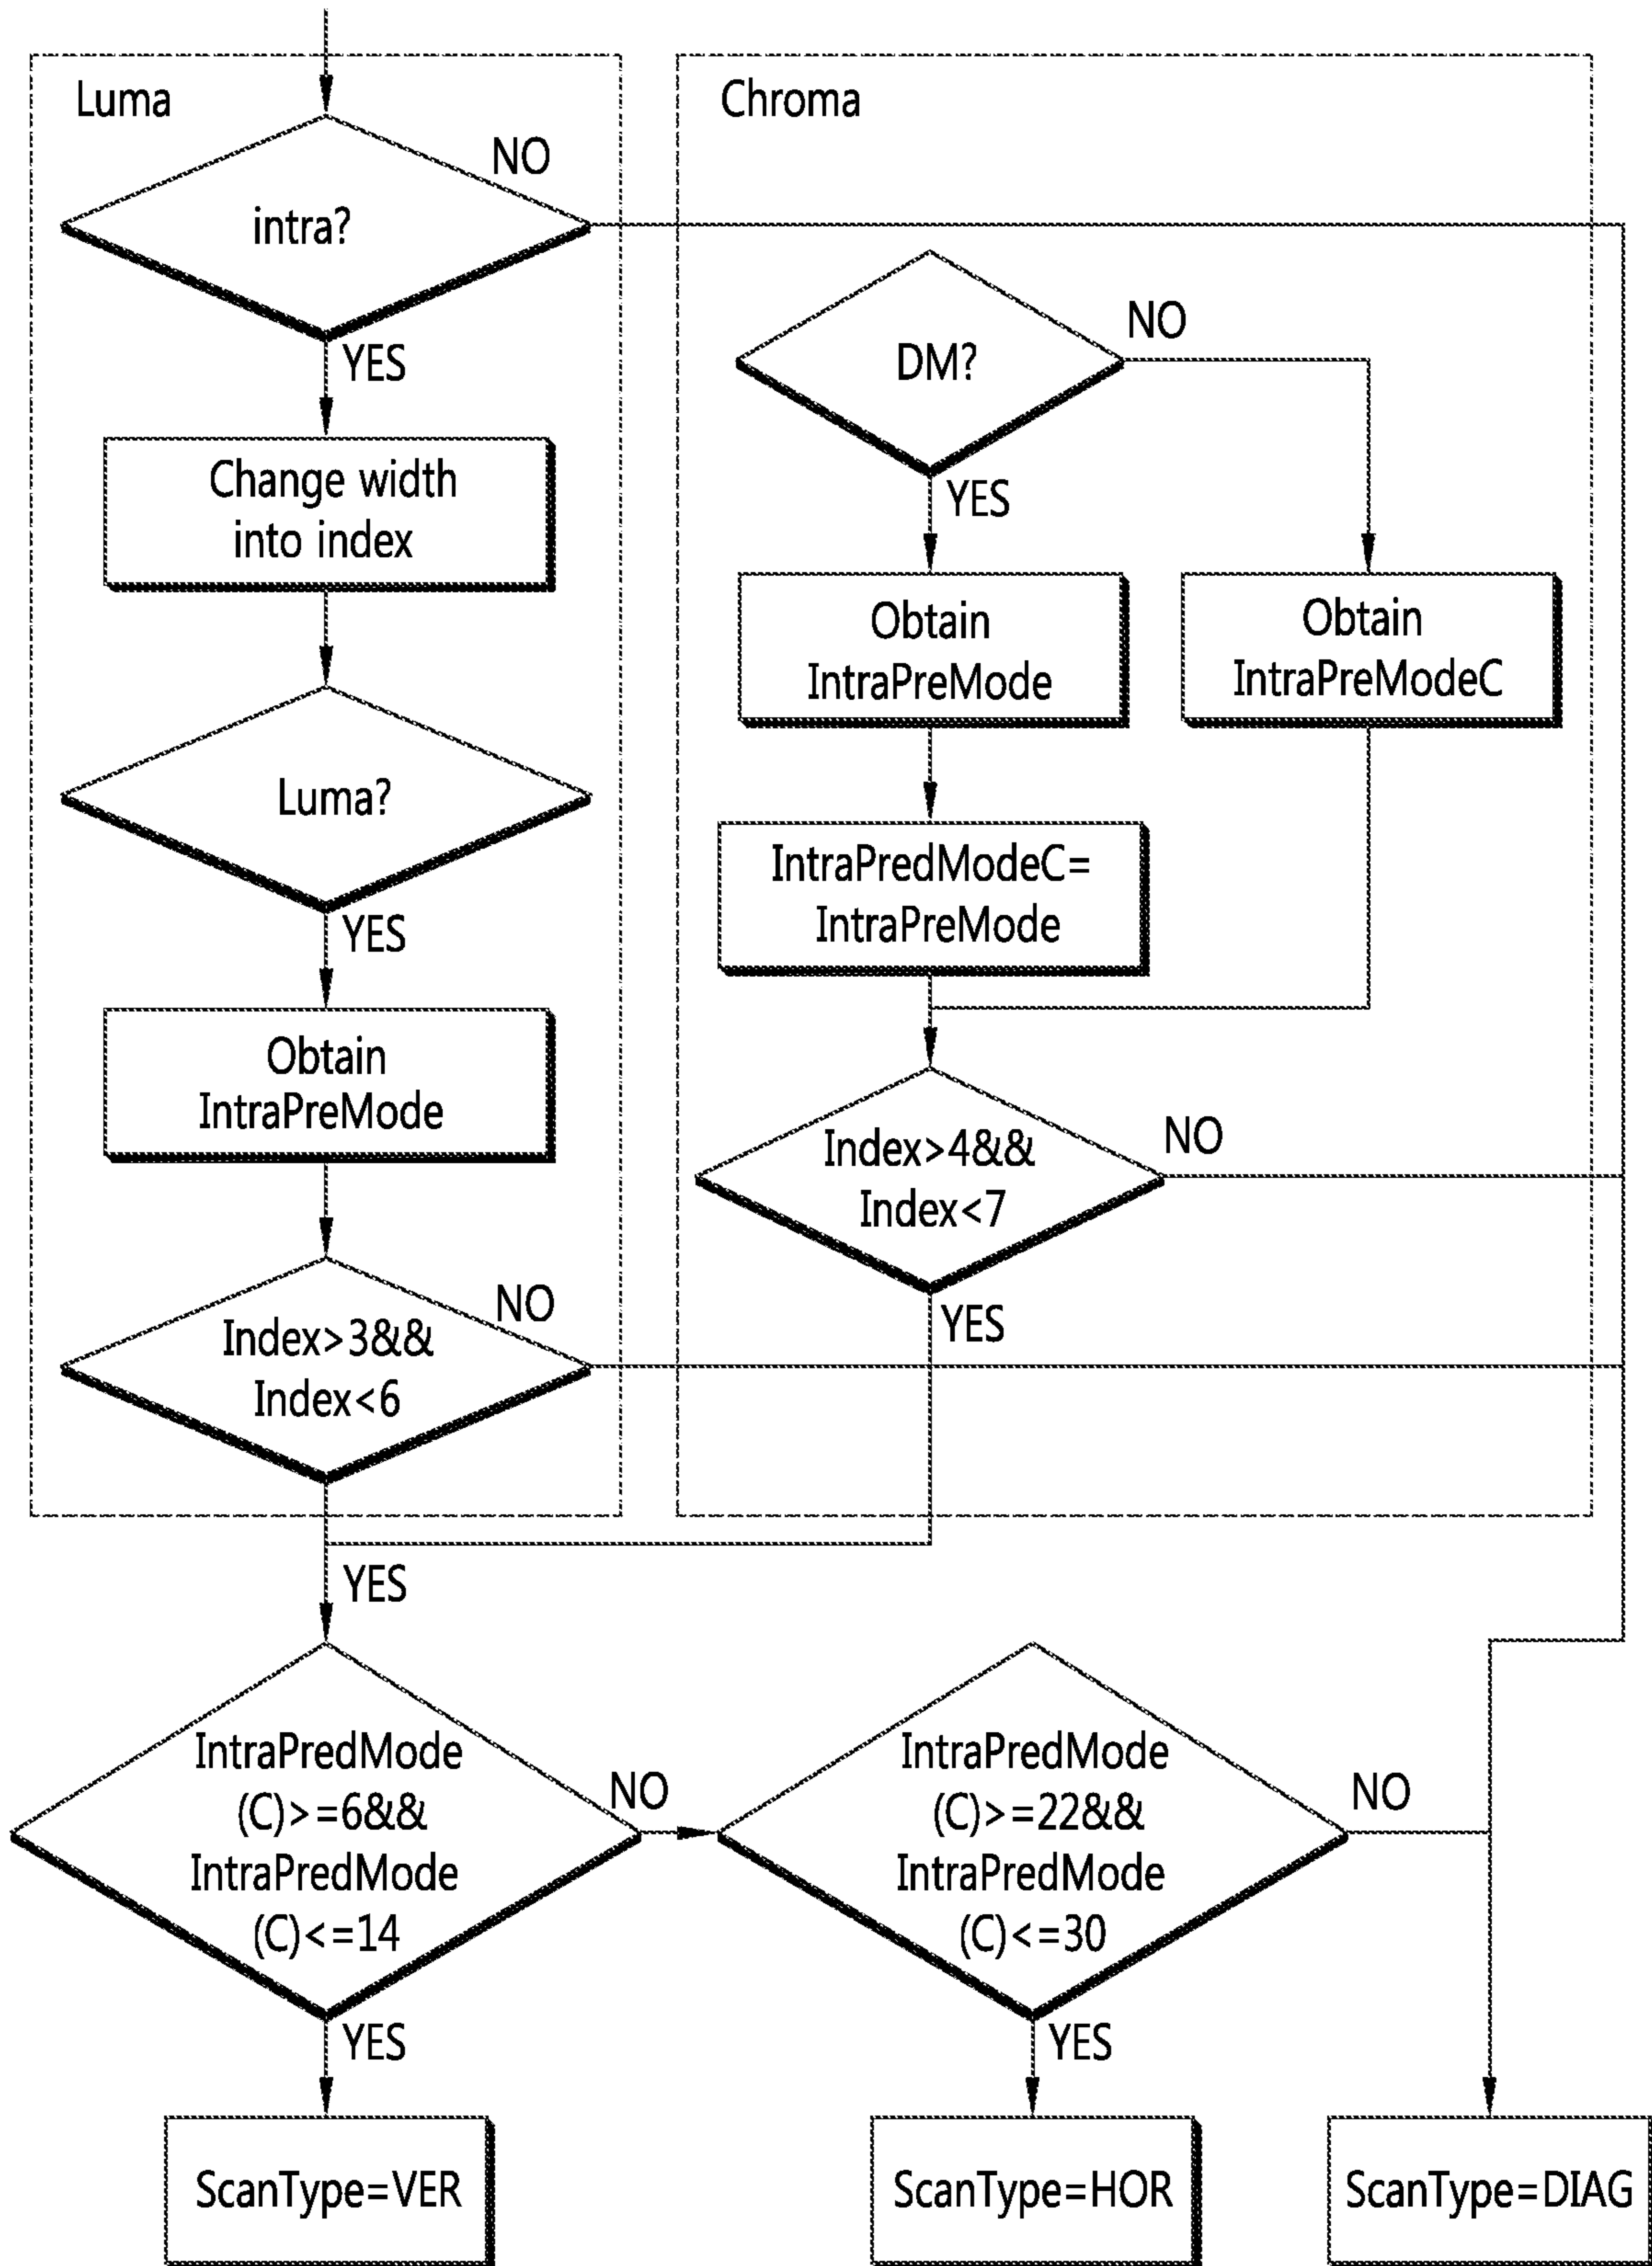 Luma
intra?
NO
YES
Change width
into index
Luma?
YES
Obtain
IntraPreMode
Index>3&&
Index<6
NO
YES
Chroma
DM?
NO
YES
Obtain
IntraPreMode
Obtain
IntraPreModeC
IntraPredModeC=
IntraPreMode
Index>4&&
Index<7
NO
YES
IntraPredMode
(C)>=6&&
IntraPredMode
(C)<=14
NO
YES
IntraPredMode
(C)>=22&&
IntraPredMode
(C)<=30
NO
YES
ScanType=VER
ScanType=HOR
ScanType=DIAG